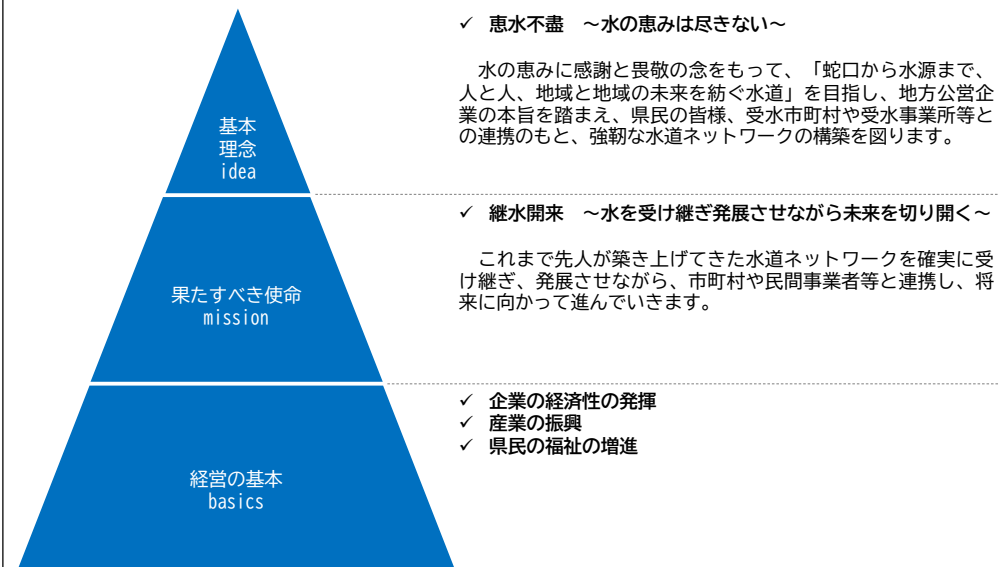 ✓ 恵水不盡　～水の恵みは尽きない～
　水の恵みに感謝と畏敬の念をもって、「蛇口から水源まで、
人と人、地域と地域の未来を紡ぐ水道」を目指し、地方公営企
業の本旨を踏まえ、県民の皆様、受水市町村や受水事業所等と
の連携のもと、強靭な水道ネットワークの構築を図ります。
基本
理念
idea
✓ 継水開来　～水を受け継ぎ発展させながら未来を切り開く～
　これまで先人が築き上げてきた水道ネットワークを確実に受
け継ぎ、発展させながら、市町村や民間事業者等と連携し、将
来に向かって進んでいきます。
果たすべき使命
mission
✓ 企業の経済性の発揮
✓ 産業の振興
✓ 県民の福祉の増進
経営の基本
basics